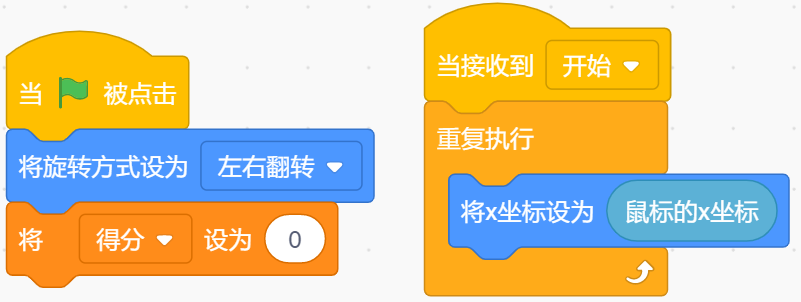 当 被点击
将旋转方式设为 左右翻转
将 得分 设为 0
当接收到 开始
重复执行
将x坐标设为 鼠标的x坐标